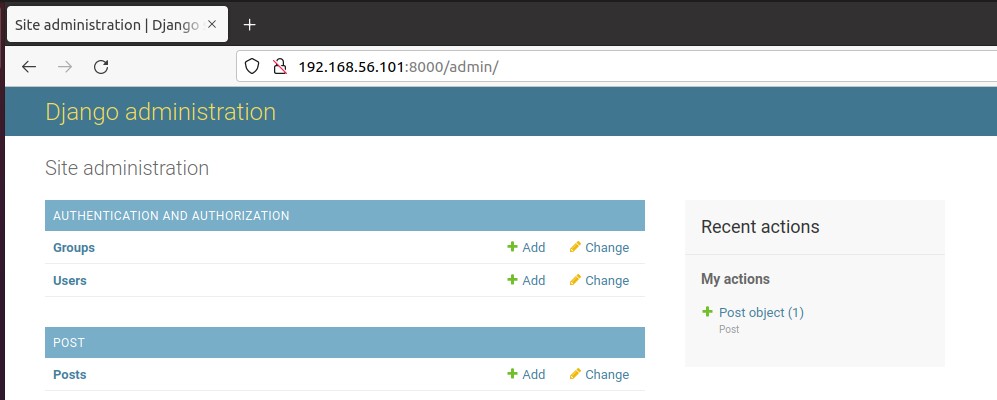 Site administration | Django
192.168.56.101:8000/admin/
Django administration
Site administration
AUTHENTICATION AND AUTHORIZATION
Groups Add Change
Users Add Change
POST
Posts Add Change
Recent actions
My actions
Post object (1)
Post